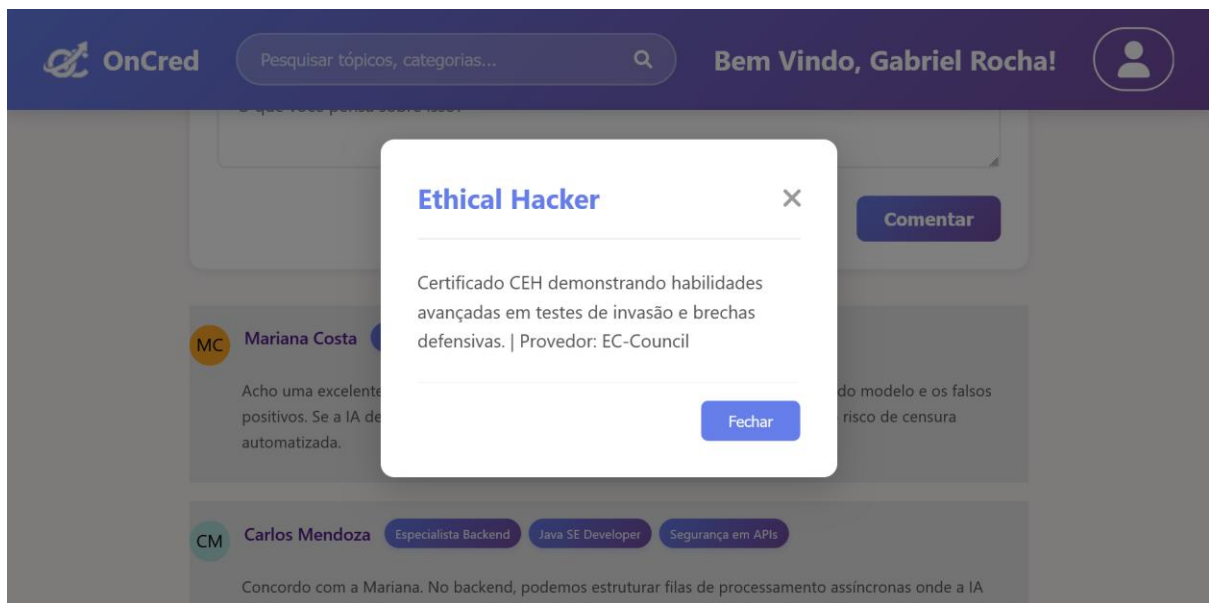 OnCred
Pesquisar tópicos, categorias...
Bem Vindo, Gabriel Rocha!
Ethical Hacker
Comentar
Certificado CEH demonstrando habilidades
avançadas em testes de invasão e brechas
defensivas. | Provedor: EC-Council
Fechar
MC
Mariana Costa
Acho uma excelente
do modelo e os falsos
positivos. Se a IA de
risco de censura
automatizada.
CM
Carlos Mendoza
Especialista Backend
Java SE Developer
Segurança em APIs
Concordo com a Mariana. No backend, podemos estruturar filas de processamento assíncronas onde a IA